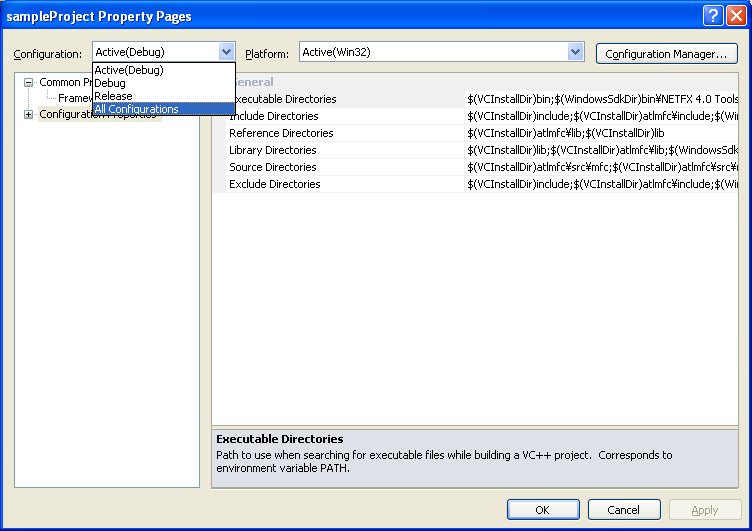 sampleProject Property Pages
Configuration: Active(Debug) Platform: Active(Win32) Configuration Manager...
Active(Debug)
Debug
Release
All Configurations
Common Pr
Framew
Configuration Properties
General
Executable Directories $(VCInstallDir)bin;$(WindowsSdkDir)bin¥NETFX 4.0 Tools
Include Directories $(VCInstallDir)include;$(VCInstallDir)atlmfc¥include;$(Win
Reference Directories $(VCInstallDir)atlmfc¥lib;$(VCInstallDir)lib
Library Directories $(VCInstallDir)lib;$(VCInstallDir)atlmfc¥lib;$(WindowsSdk
Source Directories $(VCInstallDir)atlmfc¥src¥mfc;$(VCInstallDir)atlmfc¥src¥r
Exclude Directories $(VCInstallDir)include;$(VCInstallDir)atlmfc¥include;$(Win
Executable Directories
Path to use when searching for executable files while building a VC++ project. Corresponds to
environment variable PATH.
OK Cancel Apply